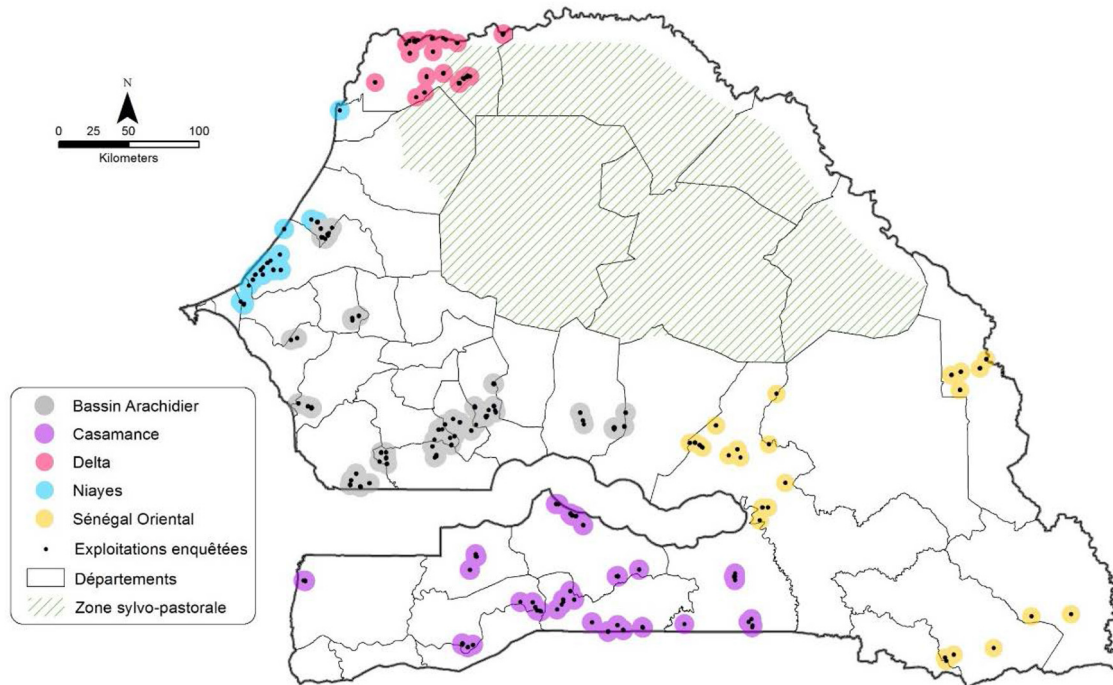 N
0 25 50 100
Kilometers
Bassin Arachidier
Casamance
Delta
Niayes
Sénégal Oriental
Exploitations enquêtées
Départements
Zone sylvo-pastorale